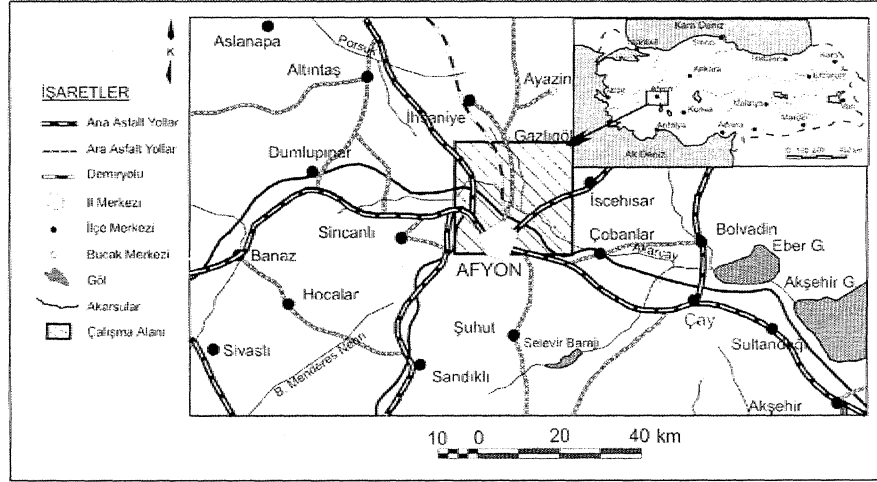 K
İŞARETLER
Ana Asfalt Yollar
Ara Asfalt Yollar
Demiryolu
İl Merkezi
İlçe Merkezi
Bucak Merkezi
Göl
Akarsular
Çalışma Alanı
Aslanapa
Porsuk
Altıntaş
Ayazin
İhsaniye
Gazlıgöl
Dumlupınar
İscehisar
Sincanlı
Çobanlar
Bolvadin
Akarçay
Eber G.
Banaz
AFYON
Akşehir G.
Hocalar
Şuhut
Selevir Barajı
Çay
Sultandağı
Sivaslı
B. Menderes Nehri
Sandıklı
Akşehir
Kara Deniz
Ankara
Afyon
Konya
Malatya
Mardin
Antalya
Adana
Van
Ak Deniz
10 0 20 40 km